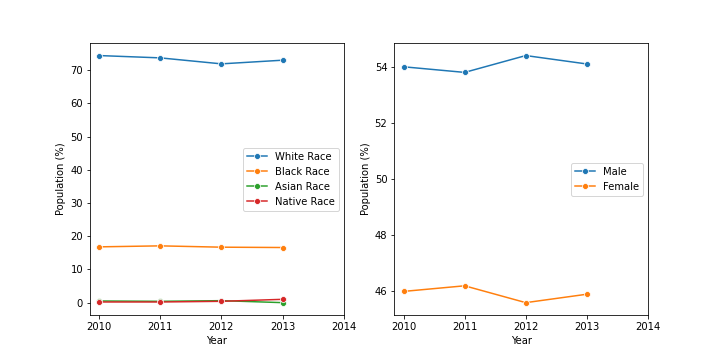 70
60
50
40
30
20
10
0
Population (%)
2010 2011 2012 2013 2014
Year
White Race
Black Race
Asian Race
Native Race
54
52
50
48
46
Population (%)
2010 2011 2012 2013 2014
Year
Male
Female